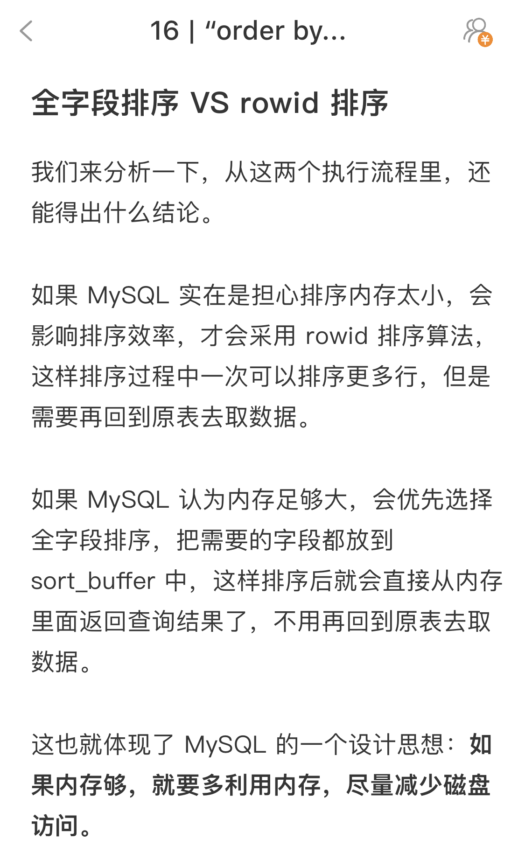 16 | “order by...
全字段排序 VS rowid 排序
我们来分析一下，从这两个执行流程里，还
能得出什么结论。
如果 MySQL 实在是担心排序内存太小，会
影响排序效率，才会采用 rowid 排序算法，
这样排序过程中一次可以排序更多行，但是
需要再回到原表去取数据。
如果 MySQL 认为内存足够大，会优先选择
全字段排序，把需要的字段都放到
sort_buffer 中，这样排序后就会直接从内存
里面返回查询结果了，不用再回到原表去取
数据。
这也就体现了 MySQL 的一个设计思想：如
果内存够，就要多利用内存，尽量减少磁盘
访问。